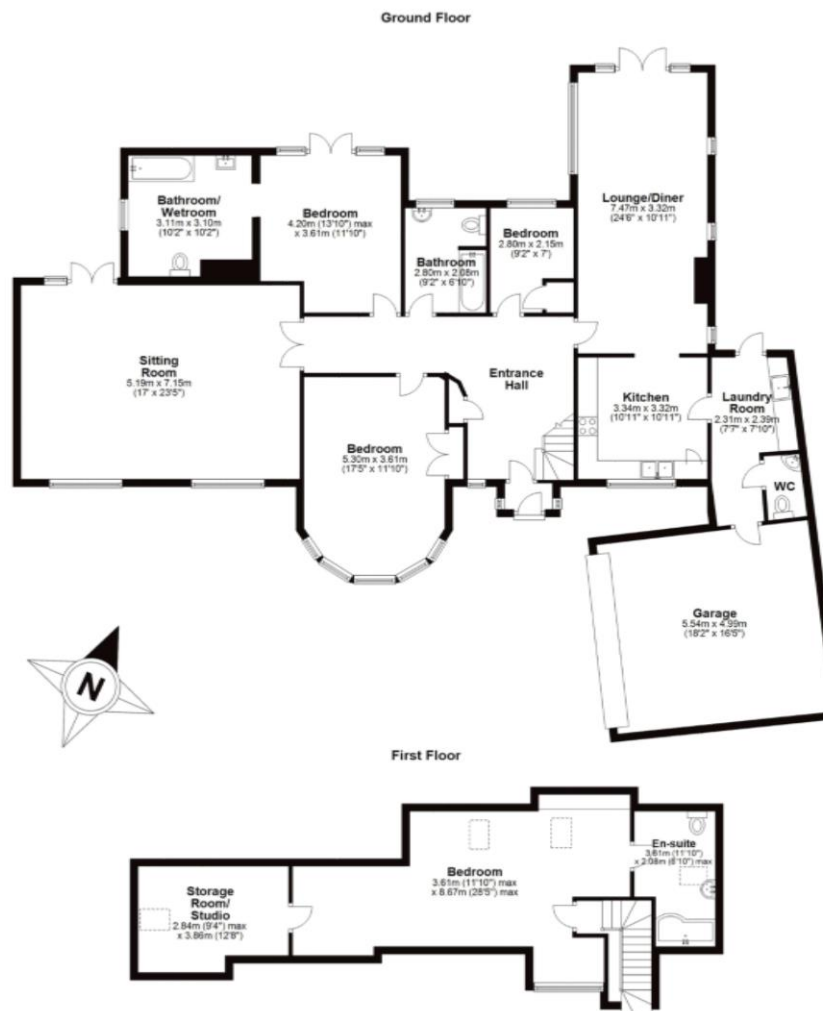 Ground Floor
Lounge/Diner
7.47m x 3.32m
(24'6" x 10'11")
Bathroom/
Wetroom
3.11m x 3.10m
(10'2" x 10'2")
Bedroom
4.20m (13'10") max
x 3.61m (11'10")
Bathroom
2.80m x 2.08m
(9'2" x 6'10")
Bedroom
2.80m x 2.15m
(9'2" x 7')
Sitting
Room
5.19m x 7.15m
(17' x 23'5")
Entrance
Hall
Kitchen
3.34m x 3.32m
(10'11" x 10'11")
Laundry
Room
2.31m x 2.39m
(7'7" x 7'10")
Bedroom
5.30m x 3.61m
(17'5" x 11'10")
WC
Garage
5.54m x 4.99m
(18'2" x 16'5")
N
First Floor
Bedroom
3.61m (11'10") max
x 8.67m (28'5") max
En-suite
3.61m (11'10")
x 2.08m (6'10") max
Storage
Room/
Studio
2.84m (9'4") max
x 3.86m (12'8")